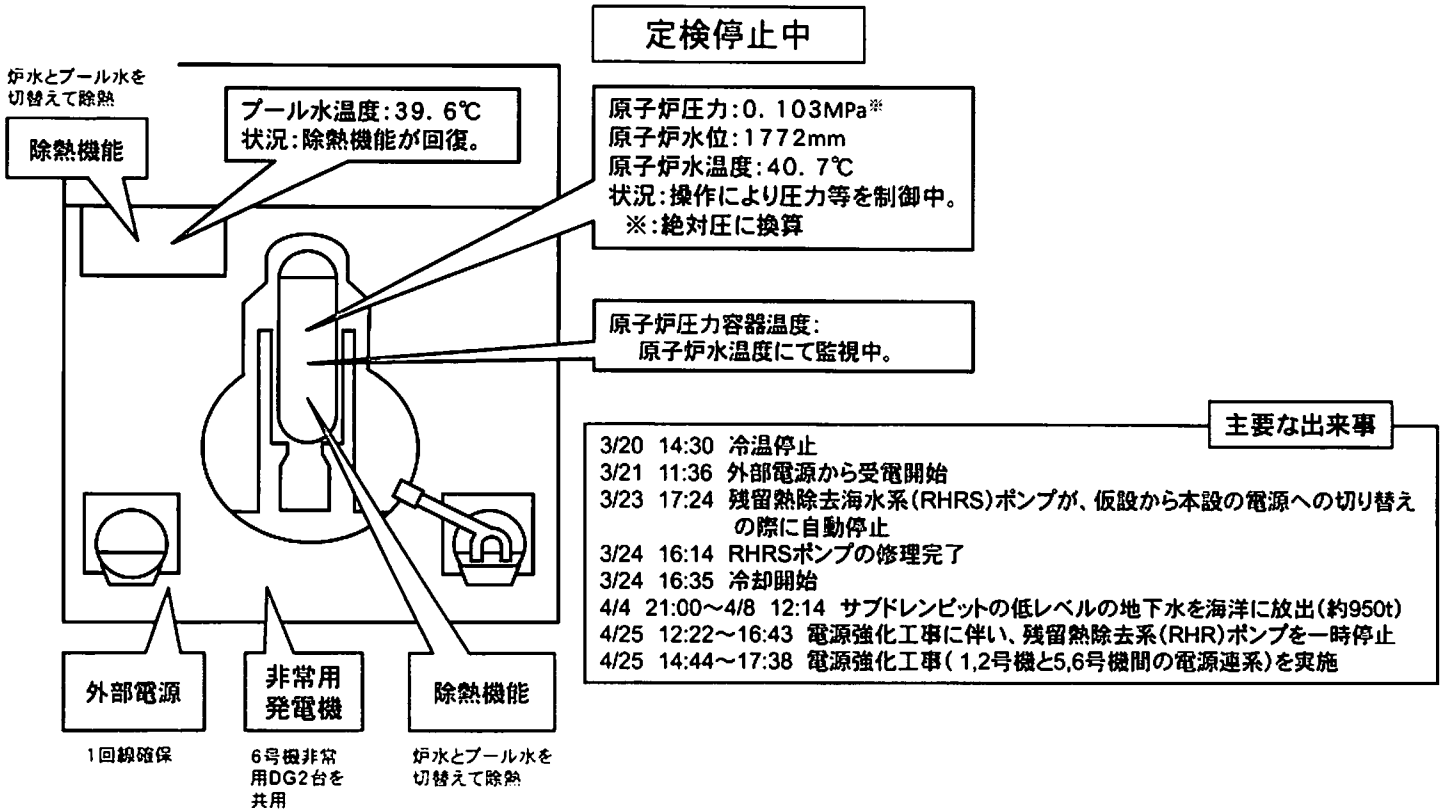 定検停止中
炉水とプール水を
切替えて除熱
除熱機能
プール水温度:39.6℃
状況:除熱機能が回復。
原子炉圧力:0.103MPa※
原子炉水位:1772mm
原子炉水温度:40.7℃
状況:操作により圧力等を制御中。
※:絶対圧に換算
原子炉圧力容器温度:
原子炉水温度にて監視中。
主要な出来事
3/20 14:30 冷温停止
3/21 11:36 外部電源から受電開始
3/23 17:24 残留熱除去海水系(RHRS)ポンプが、仮設から本設の電源への切り替え
の際に自動停止
3/24 16:14 RHRSポンプの修理完了
3/24 16:35 冷却開始
4/4 21:00~4/8 12:14 サブドレンピットの低レベルの地下水を海洋に放出(約950t)
4/25 12:22~16:43 電源強化工事に伴い、残留熱除去系(RHR)ポンプを一時停止
4/25 14:44~17:38 電源強化工事(1,2号機と5,6号機間の電源連系)を実施
外部電源
1回線確保
非常用
発電機
6号機非常
用DG2台を
共用
除熱機能
炉水とプール水を
切替えて除熱